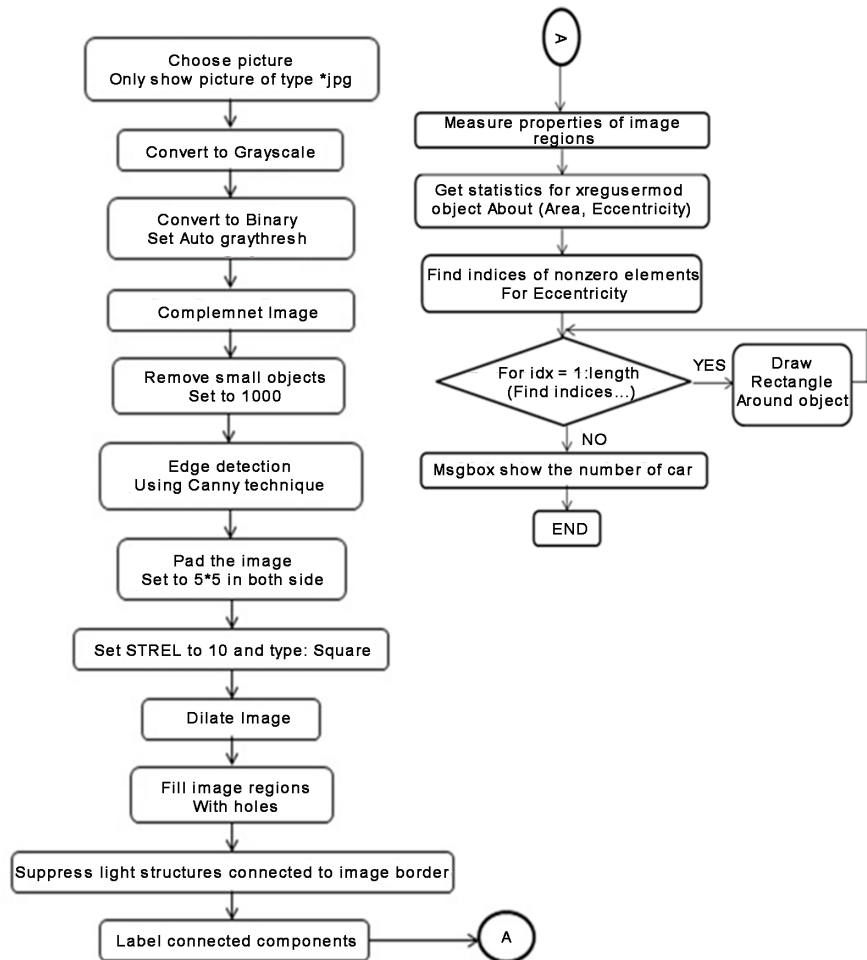 Choose picture
Only show picture of type *jpg
Convert to Grayscale
Convert to Binary
Set Auto graythresh
Complemnet Image
Remove small objects
Set to 1000
Edge detection
Using Canny technique
Pad the image
Set to 5*5 in both side
Set STREL to 10 and type: Square
Dilate Image
Fill image regions
With holes
Suppress light structures connected to image border
Label connected components
A
A
Measure properties of image
regions
Get statistics for xregusermod
object About (Area, Eccentricity)
Find indices of nonzero elements
For Eccentricity
For idx = 1:length
(Find indices...)
YES
Draw
Rectangle
Around object
NO
Msgbox show the number of car
END